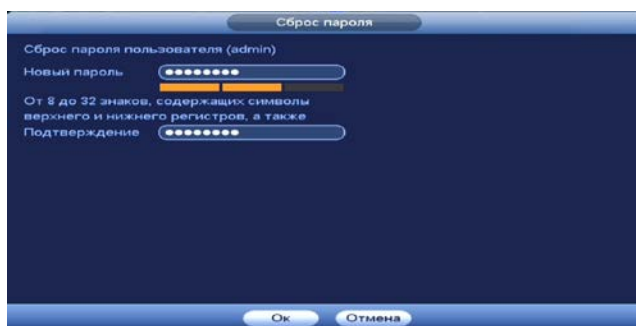 Сброс пароля
Сброс пароля пользователя (admin)
Новый пароль ●●●●●●●●
От 8 до 32 знаков, содержащих символы
верхнего и нижнего регистров, а также
Подтверждение ●●●●●●●●
Ок Отмена